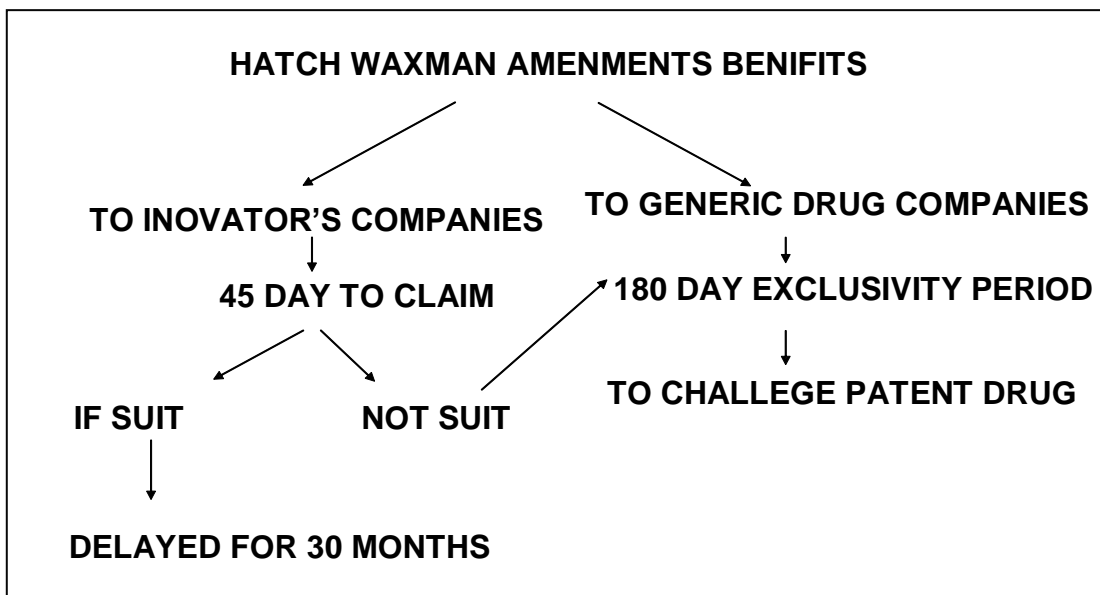 HATCH WAXMAN AMENMENTS BENIFITS
TO INOVATOR'S COMPANIES
TO GENERIC DRUG COMPANIES
45 DAY TO CLAIM
180 DAY EXCLUSIVITY PERIOD
IF SUIT
NOT SUIT
TO CHALLEGE PATENT DRUG
DELAYED FOR 30 MONTHS